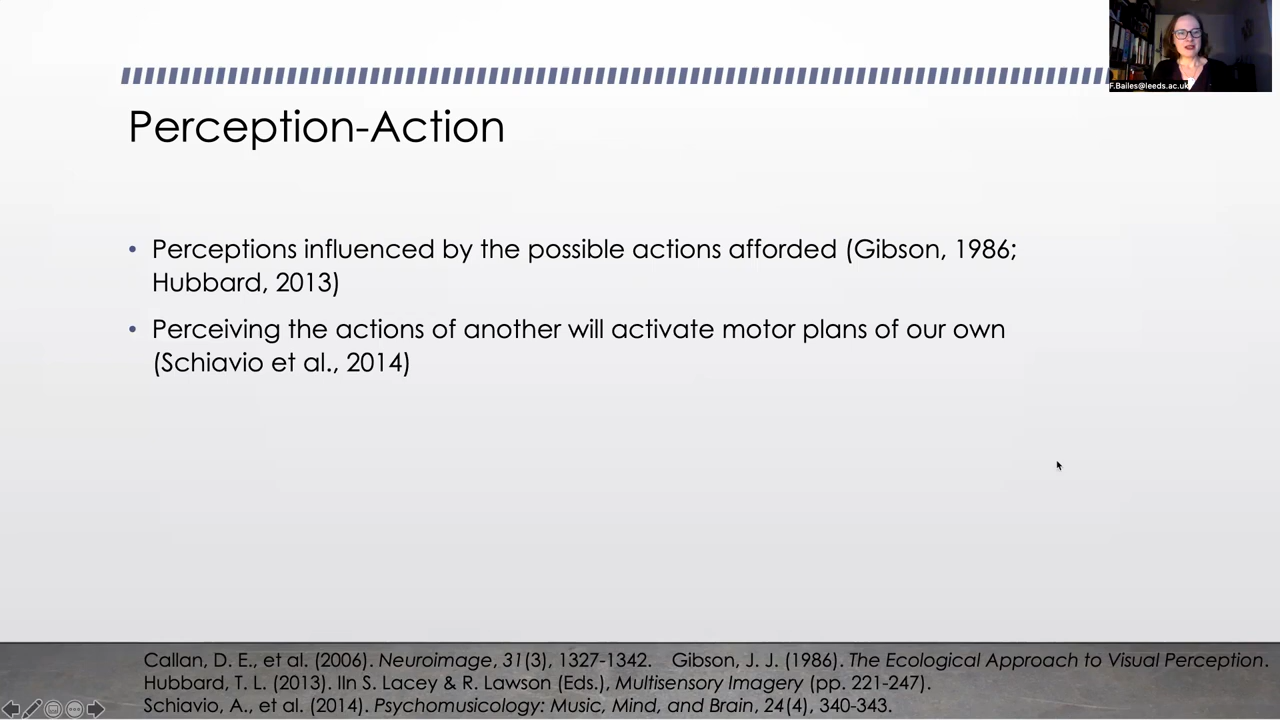 F.Bailes@leeds.ac.uk
Perception-Action
• Perceptions influenced by the possible actions afforded (Gibson, 1986;
Hubbard, 2013)
• Perceiving the actions of another will activate motor plans of our own
(Schiavio et al., 2014)
Callan, D. E., et al. (2006). Neuroimage, 31(3), 1327-1342. Gibson, J. J. (1986). The Ecological Approach to Visual Perception.
Hubbard, T. L. (2013). IIn S. Lacey & R. Lawson (Eds.), Multisensory Imagery (pp. 221-247).
Schiavio, A., et al. (2014). Psychomusicology: Music, Mind, and Brain, 24(4), 340-343.